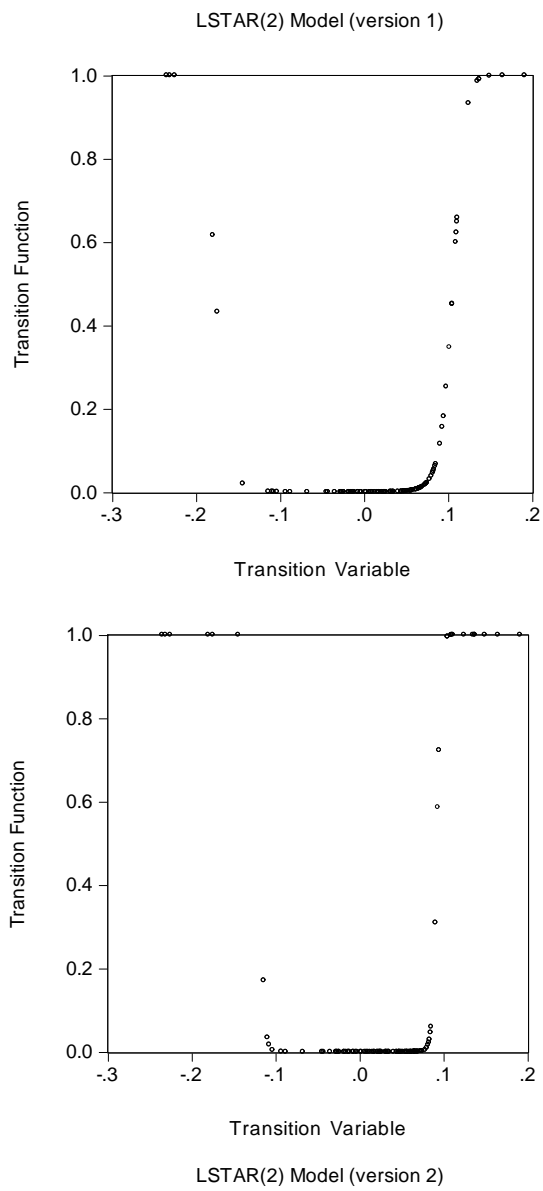 LSTAR(2) Model (version 1)
1.0
0.8
0.6
0.4
0.2
0.0
Transition Function
-.3 -.2 -.1 .0 .1 .2
Transition Variable
1.0
0.8
0.6
0.4
0.2
0.0
Transition Function
-.3 -.2 -.1 .0 .1 .2
Transition Variable
LSTAR(2) Model (version 2)